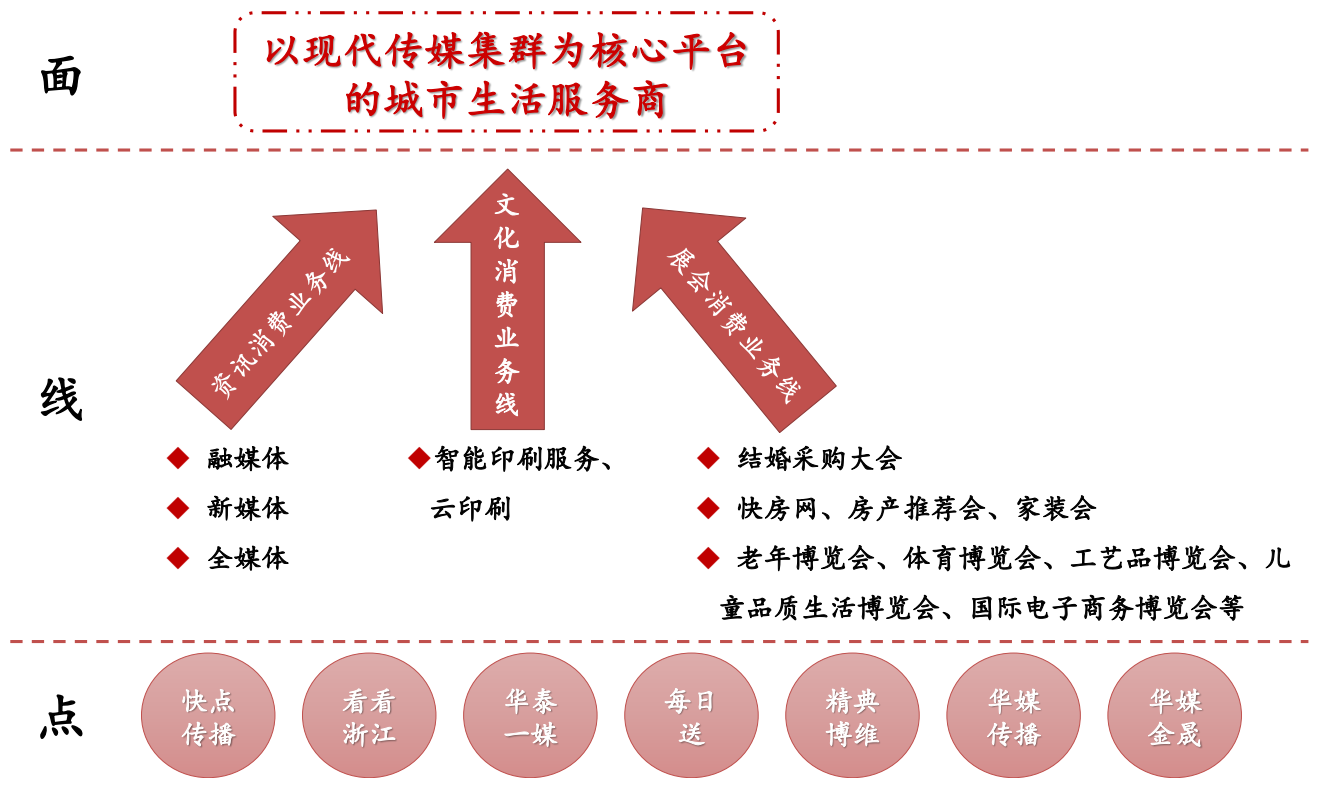 面
以现代传媒集群为核心平台
的城市生活服务商
线
资讯消费业务线
文化消费业务线
展会消费业务线
融媒体
新媒体
全媒体
智能印刷服务、
云印刷
结婚采购大会
快房网、房产推荐会、家装会
老年博览会、体育博览会、工艺品博览会、儿
童品质生活博览会、国际电子商务博览会等
点
快点
传播
看看
浙江
华泰
一媒
每日
送
精典
博维
华媒
传播
华媒
金晟